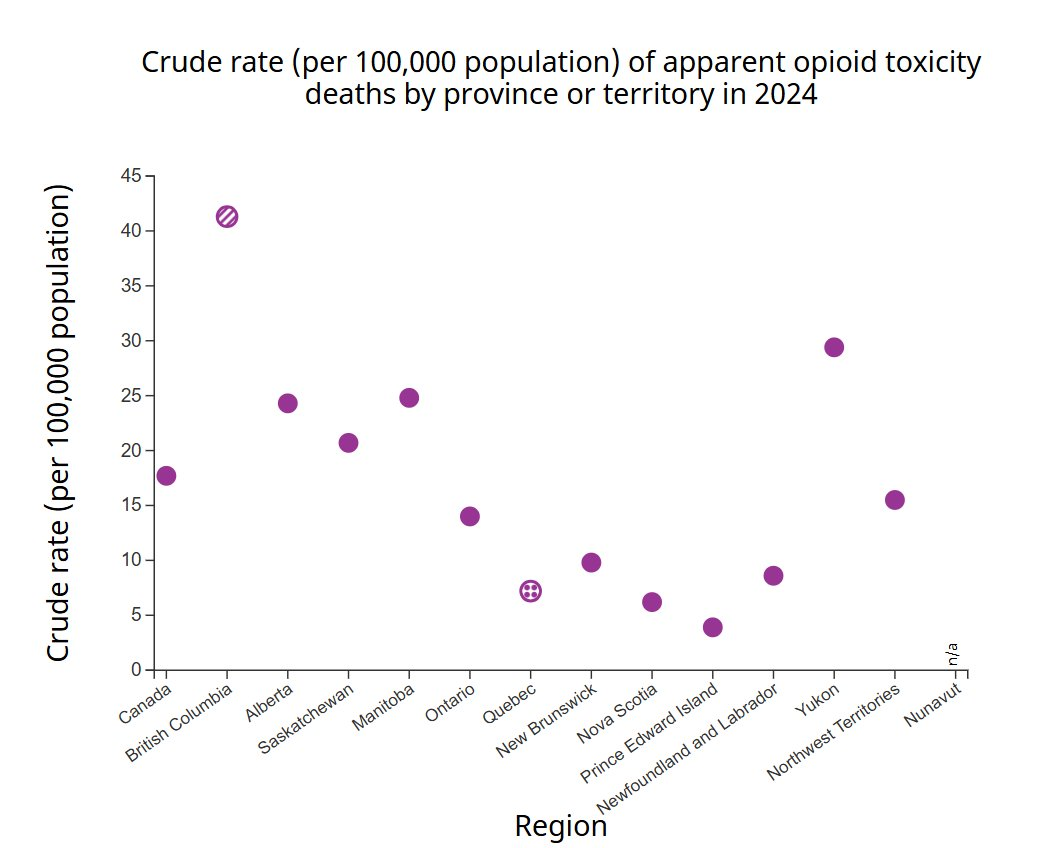 Crude rate (per 100,000 population) of apparent opioid toxicity
deaths by province or territory in 2024
Crude rate (per 100,000 population)
45
40
35
30
25
20
15
10
5
0
n/a
Canada
British Columbia
Alberta
Saskatchewan
Manitoba
Ontario
Quebec
New Brunswick
Nova Scotia
Prince Edward Island
Newfoundland and Labrador
Yukon
Northwest Territories
Nunavut
Region